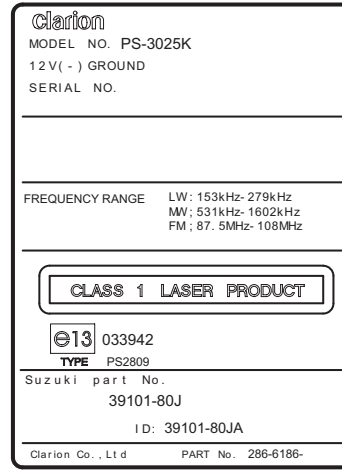 Clarion
MODEL NO. PS-3025K
12V(-) GROUND
SERIAL NO.
FREQUENCY RANGE LW: 153kHz-279kHz
MW; 531kHz-1602kHz
FM; 87.5MHz-108MHz
CLASS 1 LASER PRODUCT
e13 033942
TYPE PS2809
Suzuki part No.
39101-80J
ID: 39101-80JA
Clarion Co., Ltd PART No. 286-6186-